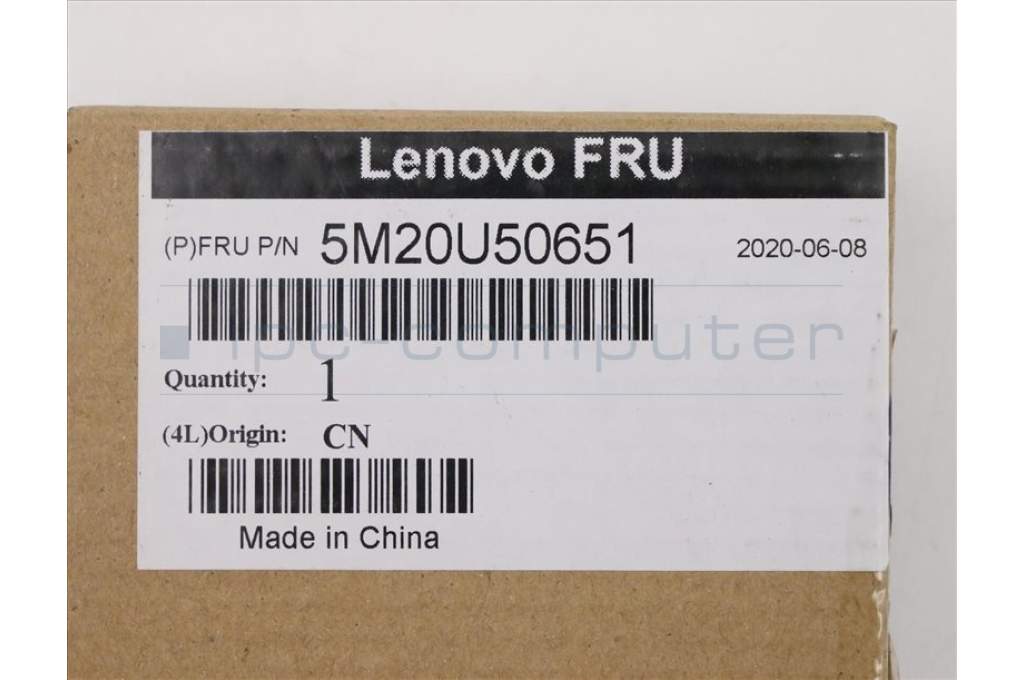 Lenovo FRU
(P)FRU P/N 5M20U50651 2020-06-08
ipc-computer
Quantity: 1
(4L)Origin: CN
Made in China